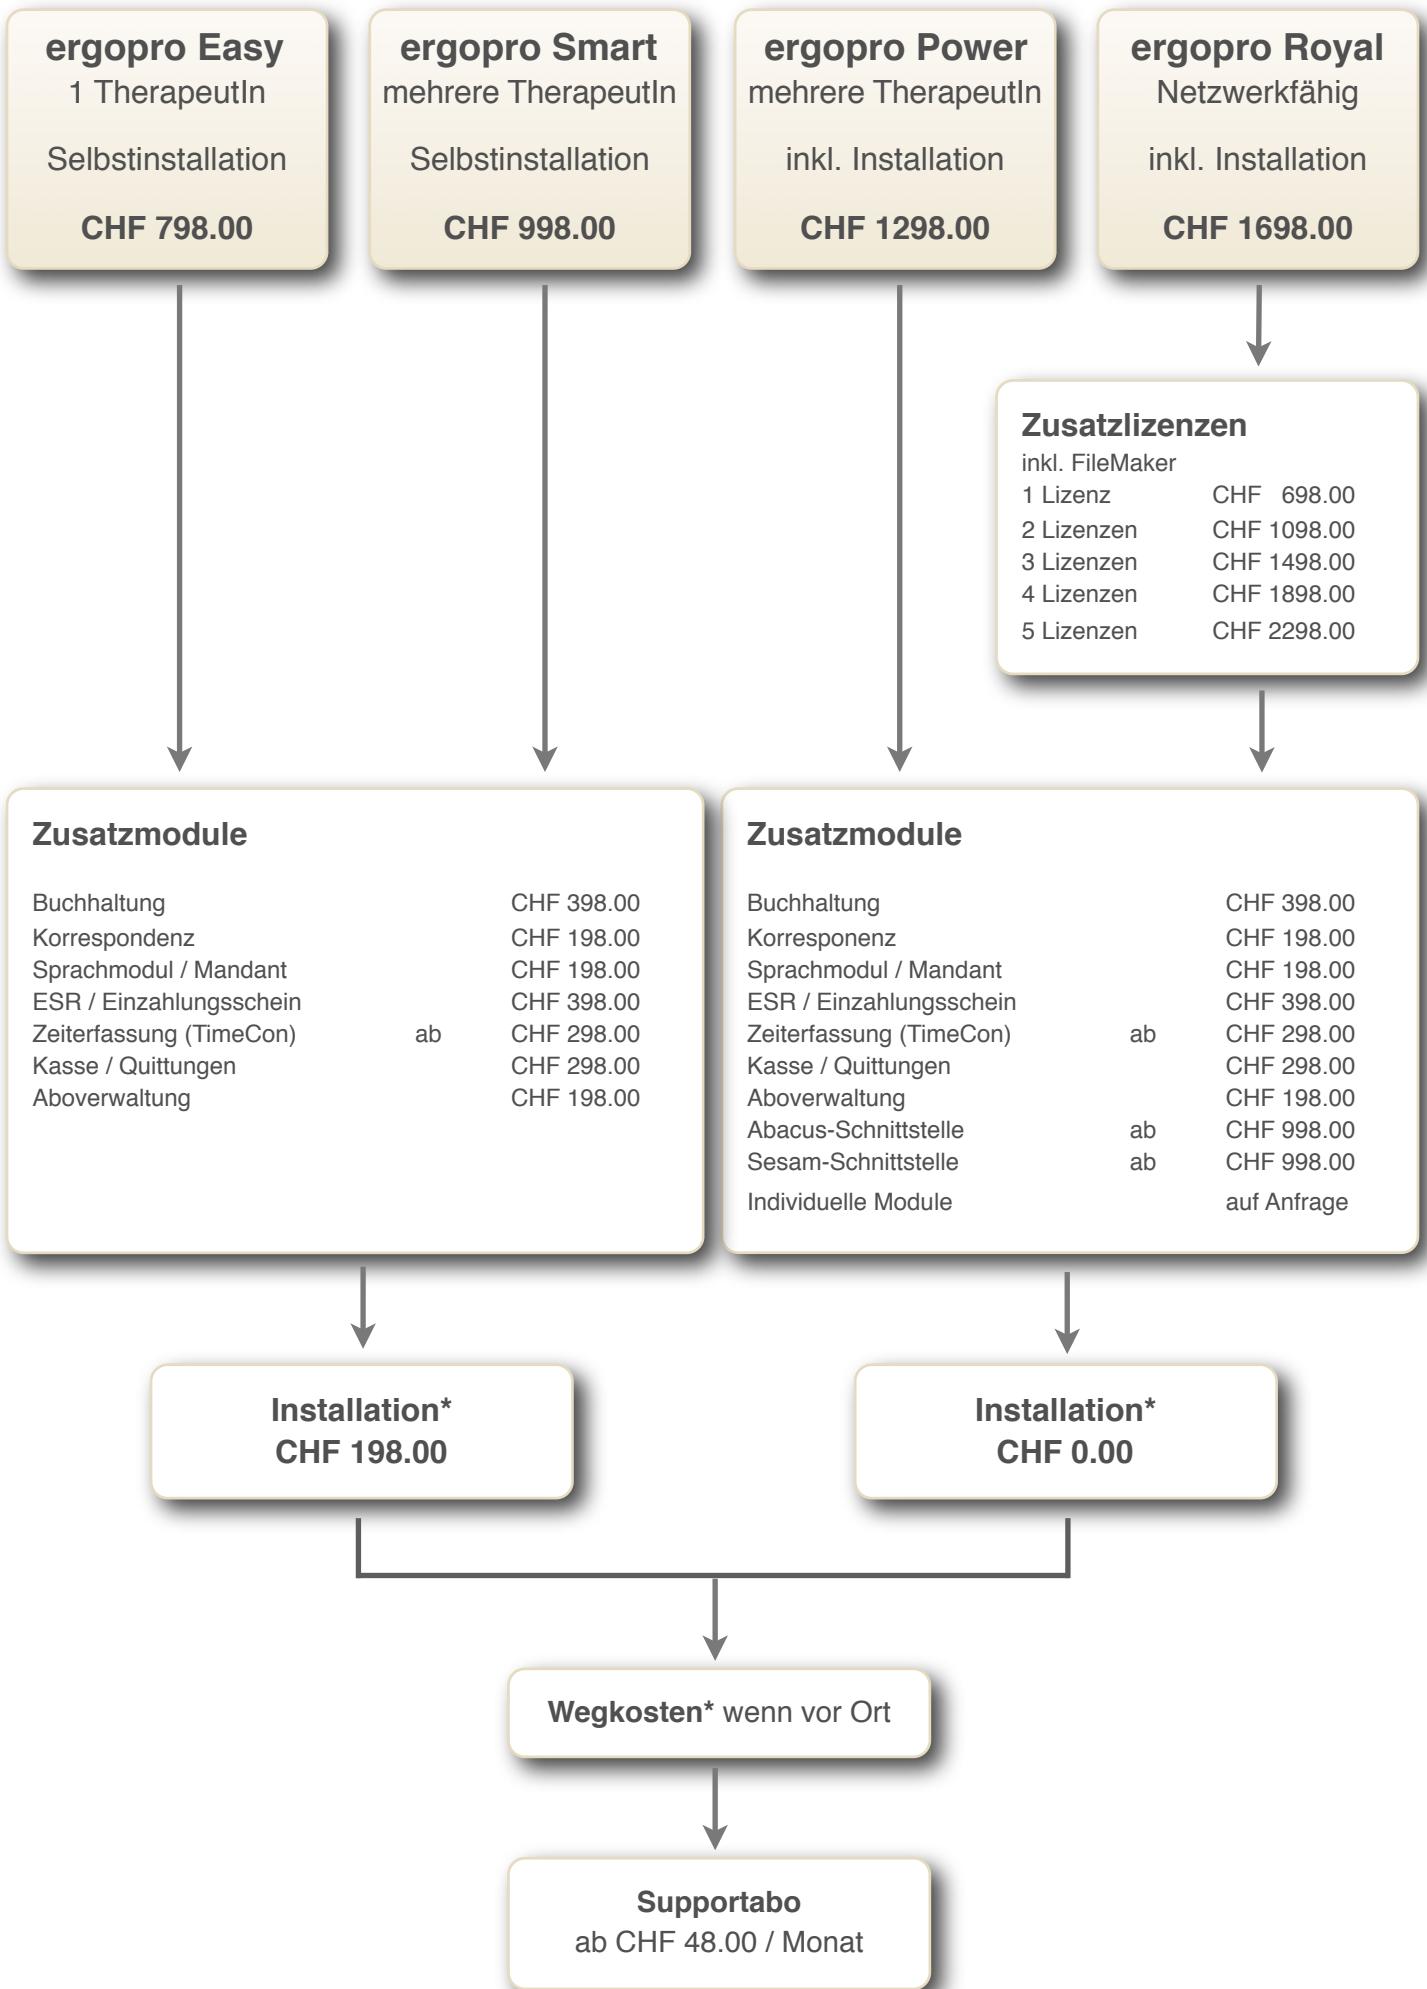 ergopro Easy
1 TherapeutIn
Selbstinstallation
CHF 798.00
ergopro Smart
mehrere TherapeutIn
Selbstinstallation
CHF 998.00
ergopro Power
mehrere TherapeutIn
inkl. Installation
CHF 1298.00
ergopro Royal
Netzwerkfähig
inkl. Installation
CHF 1698.00
Zusatzlizenzen
inkl. FileMaker
1 Lizenz CHF 698.00
2 Lizenzen CHF 1098.00
3 Lizenzen CHF 1498.00
4 Lizenzen CHF 1898.00
5 Lizenzen CHF 2298.00
Zusatzmodule
Buchhaltung CHF 398.00
Korrespondenz CHF 198.00
Sprachmodul / Mandant CHF 198.00
ESR / Einzahlungsschein CHF 398.00
Zeiterfassung (TimeCon) ab CHF 298.00
Kasse / Quittungen CHF 298.00
Aboverwaltung CHF 198.00
Zusatzmodule
Buchhaltung CHF 398.00
Korresponenz CHF 198.00
Sprachmodul / Mandant CHF 198.00
ESR / Einzahlungsschein CHF 398.00
Zeiterfassung (TimeCon) ab CHF 298.00
Kasse / Quittungen CHF 298.00
Aboverwaltung CHF 198.00
Abacus-Schnittstelle ab CHF 998.00
Sesam-Schnittstelle ab CHF 998.00
Individuelle Module auf Anfrage
Installation*
CHF 198.00
Installation*
CHF 0.00
Wegkosten* wenn vor Ort
Supportabo
ab CHF 48.00 / Monat